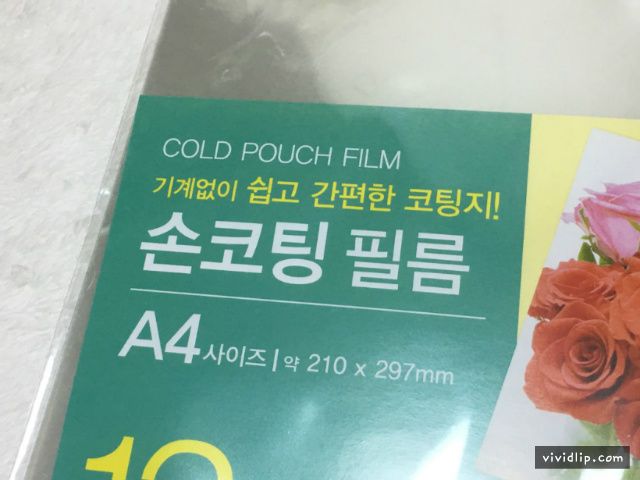 COLD POUCH FILM
기계없이 쉽고 간편한 코팅지!
손코팅 필름
A4사이즈 | 약 210 x 297mm
vividlip.com